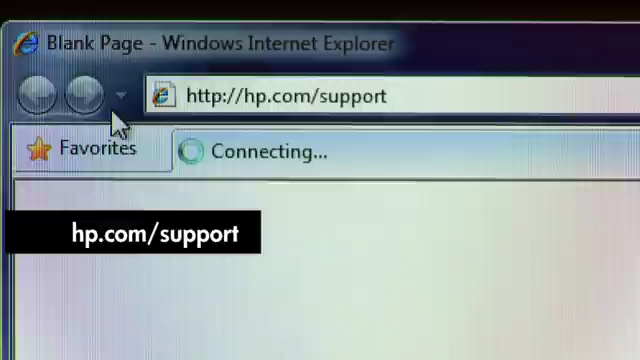 Blank Page - Windows Internet Explorer
http://hp.com/support
Favorites
Connecting...
hp.com/support